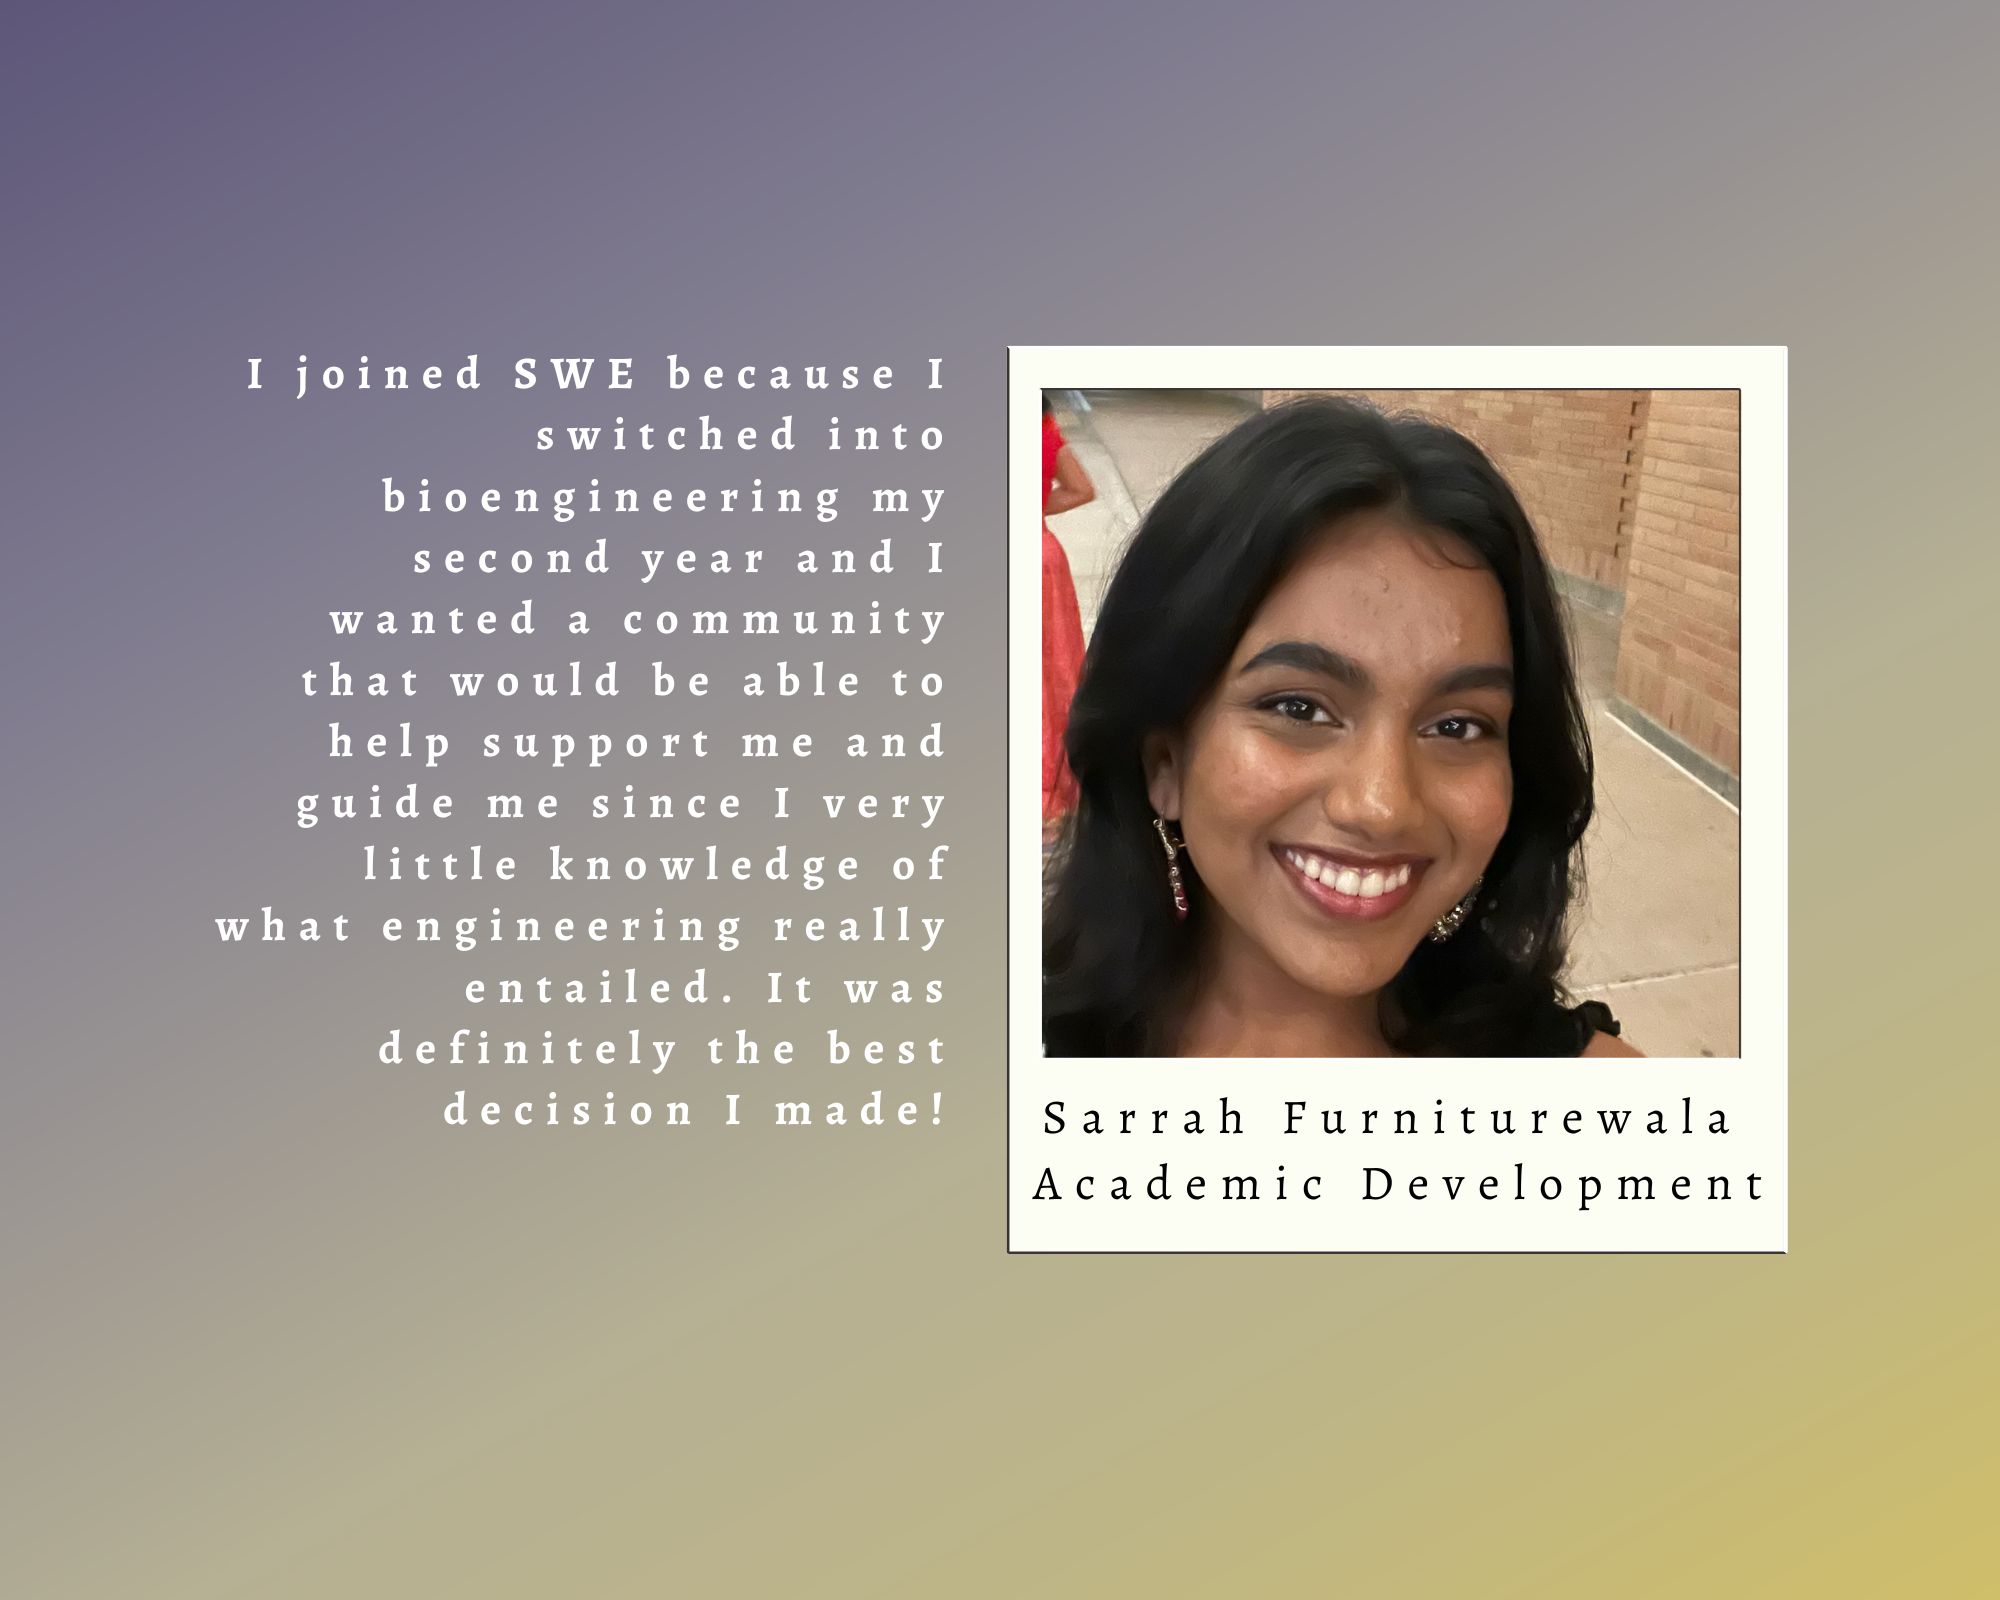 I joined SWE because I
switched into
bioengineering my
second year and I
wanted a community
that would be able to
help support me and
guide me since I very
little knowledge of
what engineering really
entailed. It was
definitely the best
decision I made!
Sarrah Furniturewala
Academic Development